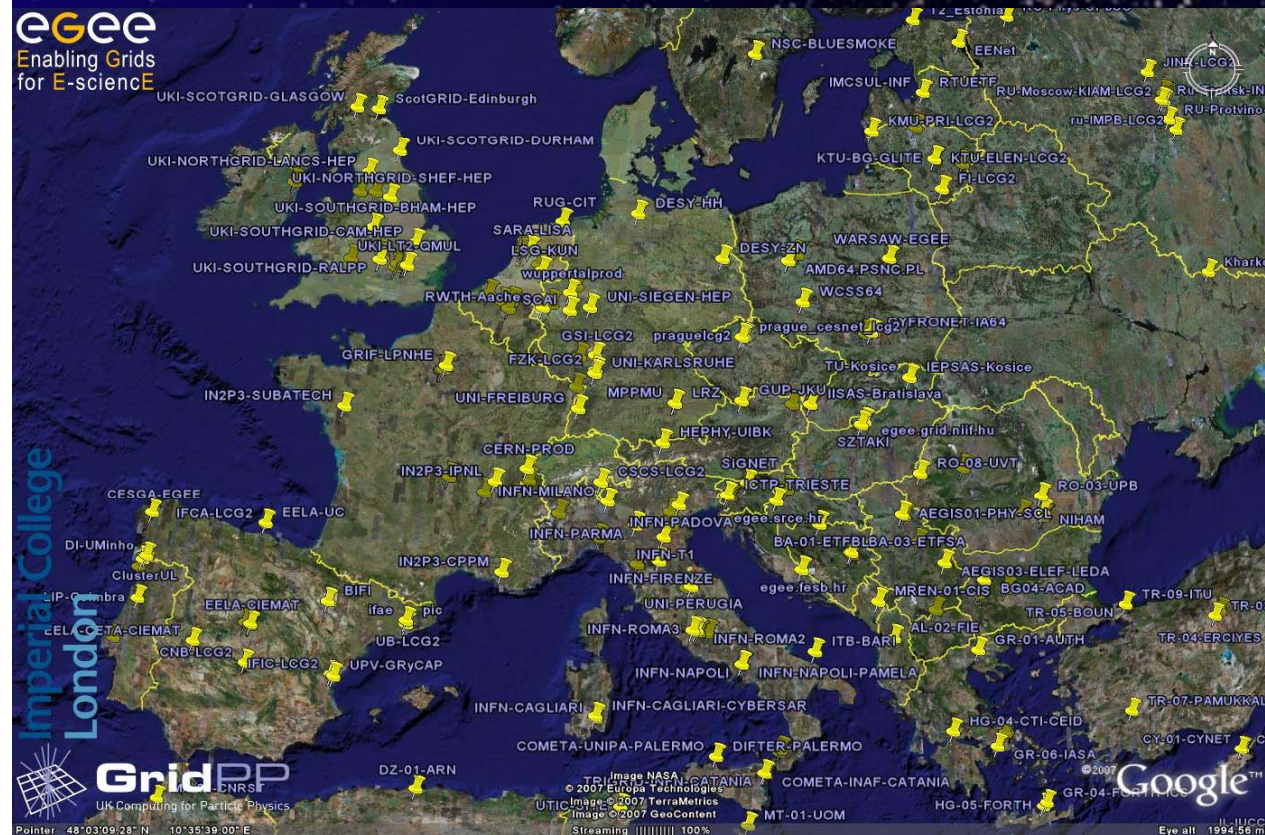 egee
Enabling Grids
for E-sciencE
T2_Estonia
NSC-BLUESMOKE
EENet
JINR-LCG2
UKI-SCOTGRID-GLASGOW
ScotGRID-Edinburgh
IMCSUL-INF
RTUETF
RU-Moscow-KIAM-LCG2
ru-IMPB-LCG2
RU-Protvino
KMU-PRI-LCG2
UKI-SCOTGRID-DURHAM
UKI-NORTHGRID-LANCS-HEP
KTU-BG-GLITE
KTU-ELEN-LCG2
UKI-NORTHGRID-SHEF-HEP
FI-LCG2
UKI-SOUTHGRID-BHAM-HEP
RUG-CIT
DESY-HH
UKI-SOUTHGRID-CAM-HEP
SARA-LISA
WARSAW-EGEE
UKI-LT2-QMUL
LSG-KUN
DESY-ZN
UKI-SOUTHGRID-RALPP
wuppertalprod
AMD64.PSNC.PL
Khark
RWTH-Aache
SCAI
UNI-SIEGEN-HEP
WCSS64
GSI-LCG2
praguelcg2
prague_cesnet_lcg2
CYFRONET-IA64
GRIF-LPNHE
FZK-LCG2
UNI-KARLSRUHE
TU-Kosice
IEPSAS-Kosice
IN2P3-SUBATECH
UNI-FREIBURG
MPPMU
LRZ
GUP-JKU
IISAS-Bratislava
HEPHY-UIBK
egee.grid.niif.hu
SZTAKI
CERN-PROD
IN2P3-IPNL
CSCS-LCG2
SiGNET
RO-08-UVT
INFN-MILANO
ICTP-TRIESTE
RO-03-UPB
CESGA-EGEE
IFCA-LCG2
EELA-UC
INFN-PADOVA
egee.srce.hr
AEGIS01-PHY-SCL
NIHAM
INFN-PARMA
DI-UMinho
INFN-T1
BA-01-ETFBL
BA-03-ETFSA
IN2P3-CPPM
AEGIS03-ELEF-LEDA
ClusterUL
INFN-FIRENZE
egee.fesb.hr
MREN-01-CIS
BG04-ACAD
TR-09-ITU
LIP-Coimbra
EELA-CIEMAT
BIFI
ifae
pic
UNI-PERUGIA
TR-05-BOUN
EELA-CETA-CIEMAT
UB-LCG2
INFN-ROMA3
INFN-ROMA2
ITB-BARI
AL-02-FIE
GR-01-AUTH
TR-04-ERCIYES
CNB-LCG2
IFIC-LCG2
UPV-GRyCAP
INFN-NAPOLI
INFN-NAPOLI-PAMELA
INFN-CAGLIARI
INFN-CAGLIARI-CYBERSAR
TR-07-PAMUKKAL
HG-04-CTI-CEID
COMETA-UNIPA-PALERMO
DIFTER-PALERMO
GR-06-IASA
CY-01-CYNET
DZ-01-ARN
COMETA-INAF-CATANIA
HG-05-FORTH
MT-01-UOM
Imperial College
London
GridPP
UK Computing for Particle Physics
Image NASA
© 2007 Europa Technologies
Image © 2007 TerraMetrics
Image © 2007 GeoContent
©2007 Google™
Pointer 48°03'09.28" N 10°35'39.00" E
Streaming |||||||||| 100%
Eye alt 1994.56 m